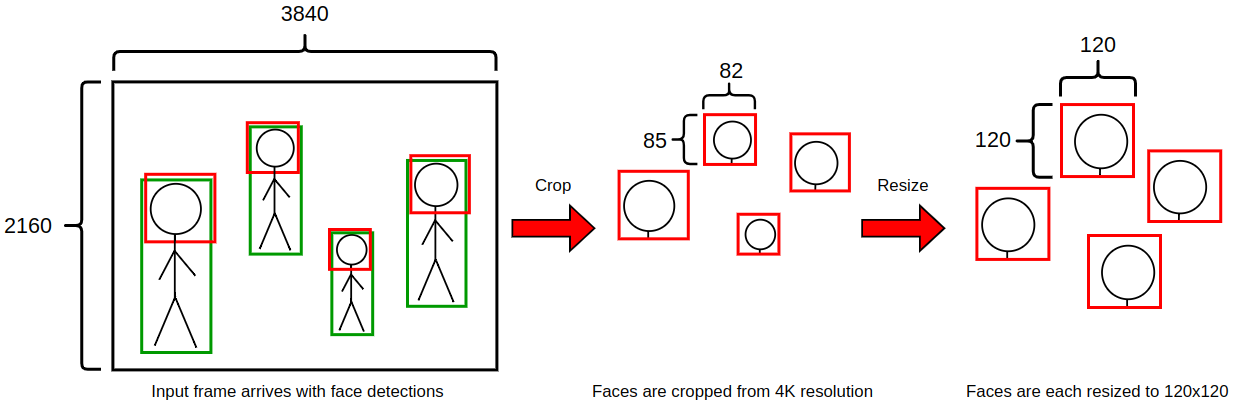 3840
2160
Input frame arrives with face detections
Crop
82
85
Faces are cropped from 4K resolution
Resize
120
120
Faces are each resized to 120x120